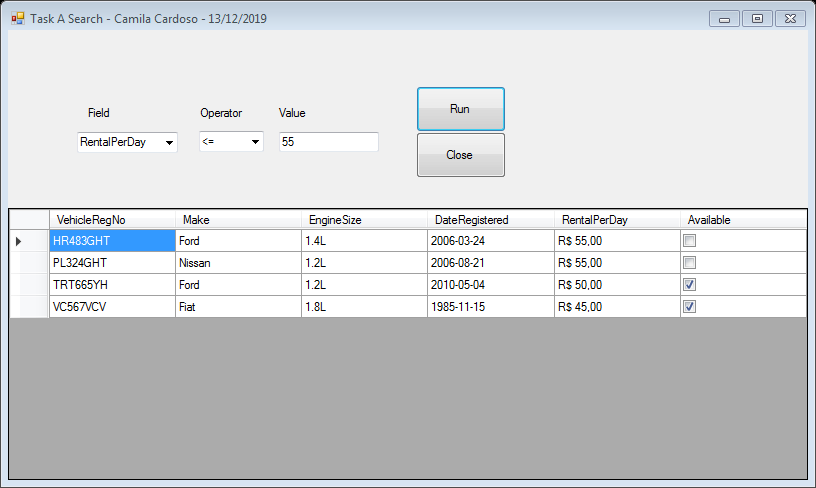 Task A Search - Camila Cardoso - 13/12/2019
Field Operator Value
RentalPerDay <= 55
Run
Close
VehicleRegNo Make EngineSize DateRegistered RentalPerDay Available
HR483GHT Ford 1.4L 2006-03-24 R$ 55,00
PL324GHT Nissan 1.2L 2006-08-21 R$ 55,00
TRT665YH Ford 1.2L 2010-05-04 R$ 50,00
VC567VCV Fiat 1.8L 1985-11-15 R$ 45,00